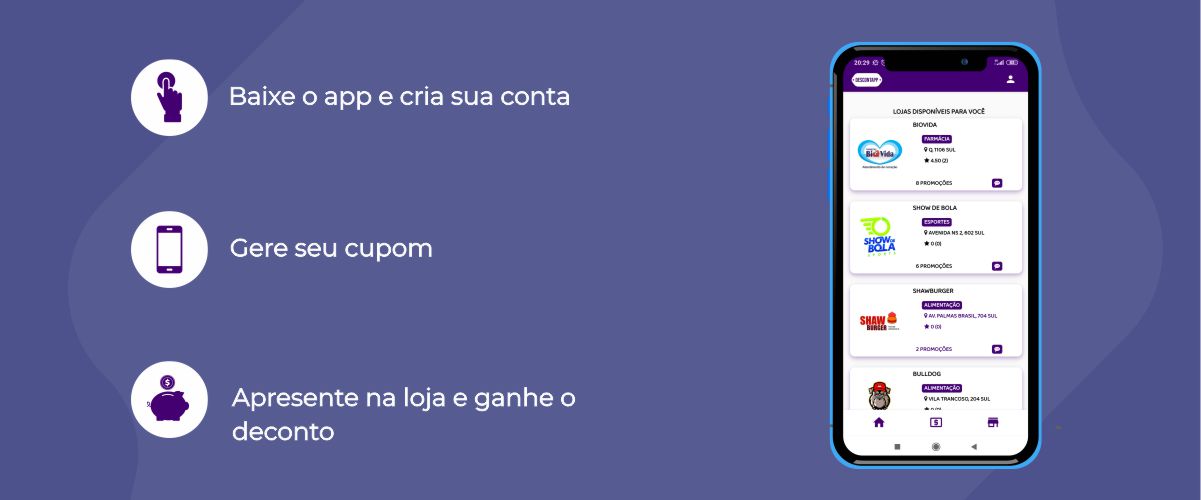 Baixe o app e cria sua conta
Gere seu cupom
Apresente na loja e ganhe o
deconto
20:29
DESCONTAPP
LOJAS DISPONÍVEIS PARA VOCÊ
BIOVIDA
FARMÁCIA
Q. 1106 SUL
4.50 (2)
Bio Vida
8 PROMOÇÕES
SHOW DE BOLA
ESPORTES
AVENIDA NS 2, 602 SUL
0 (0)
SHOW DE
BOLA
SPORTS
6 PROMOÇÕES
SHAWBURGER
ALIMENTAÇÃO
AV. PALMAS BRASIL, 704 SUL
0 (0)
SHAW
BURGER
2 PROMOÇÕES
BULLDOG
ALIMENTAÇÃO
VILA TRANCOSO, 204 SUL
0 (0)